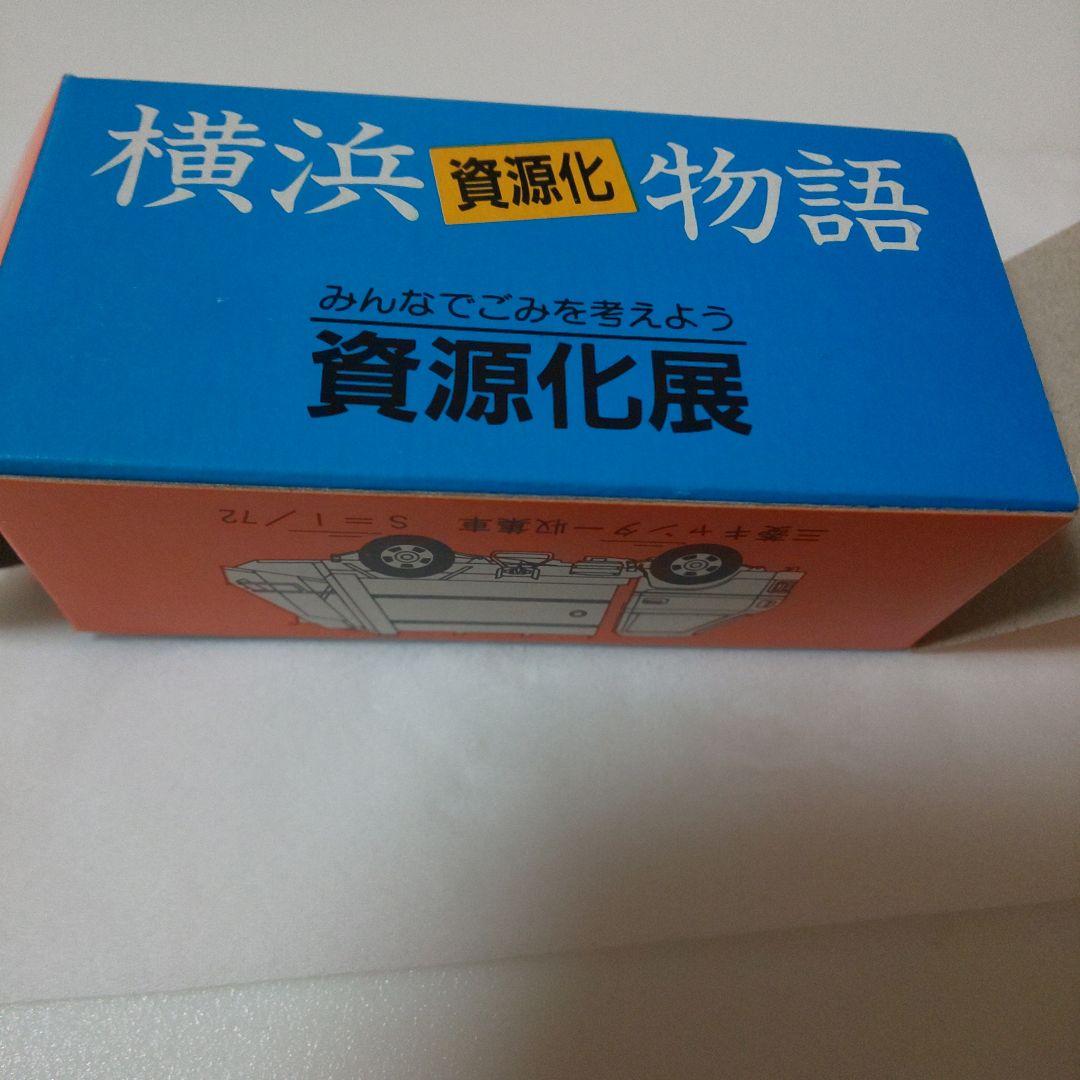 横浜資源化物語
みんなでごみを考えよう
資源化展
三菱キャンター収集車 S=1/72